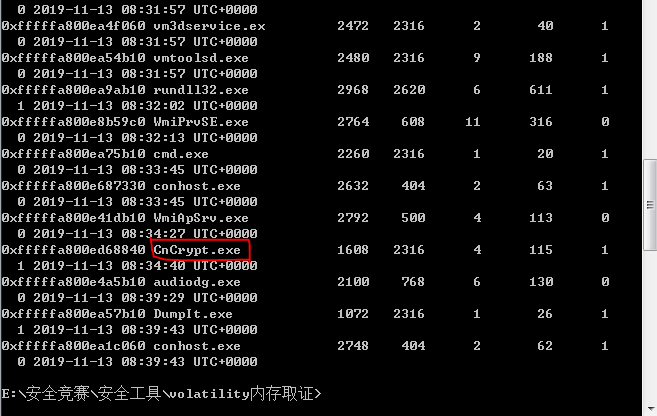 0 2019-11-13 08:31:57 UTC+0000
0xfffffa800ea4f060 vm3dservice.ex 2472 2316 2 40 1
0 2019-11-13 08:31:57 UTC+0000
0xfffffa800ea54b10 vmtoolsd.exe 2480 2316 9 188 1
0 2019-11-13 08:31:57 UTC+0000
0xfffffa800ea9ab10 rundll32.exe 2968 2620 6 611 1
1 2019-11-13 08:32:02 UTC+0000
0xfffffa800e8b59c0 WmiPrvSE.exe 2764 608 11 316 0
0 2019-11-13 08:32:13 UTC+0000
0xfffffa800ea75b10 cmd.exe 2260 2316 1 20 1
0 2019-11-13 08:33:45 UTC+0000
0xfffffa800e687330 conhost.exe 2632 404 2 63 1
0 2019-11-13 08:33:45 UTC+0000
0xfffffa800e41db10 WmiApSrv.exe 2792 500 4 113 0
0 2019-11-13 08:34:27 UTC+0000
0xfffffa800ed68840 CnCrypt.exe 1608 2316 4 115 1
1 2019-11-13 08:34:40 UTC+0000
0xfffffa800e4a5b10 audiodg.exe 2100 768 6 130 0
0 2019-11-13 08:39:29 UTC+0000
0xfffffa800ea57b10 DumpIt.exe 1072 2316 1 26 1
1 2019-11-13 08:39:43 UTC+0000
0xfffffa800ea1c060 conhost.exe 2748 404 2 62 1
0 2019-11-13 08:39:43 UTC+0000
E:\安全竞赛\安全工具\volatility内存取证>